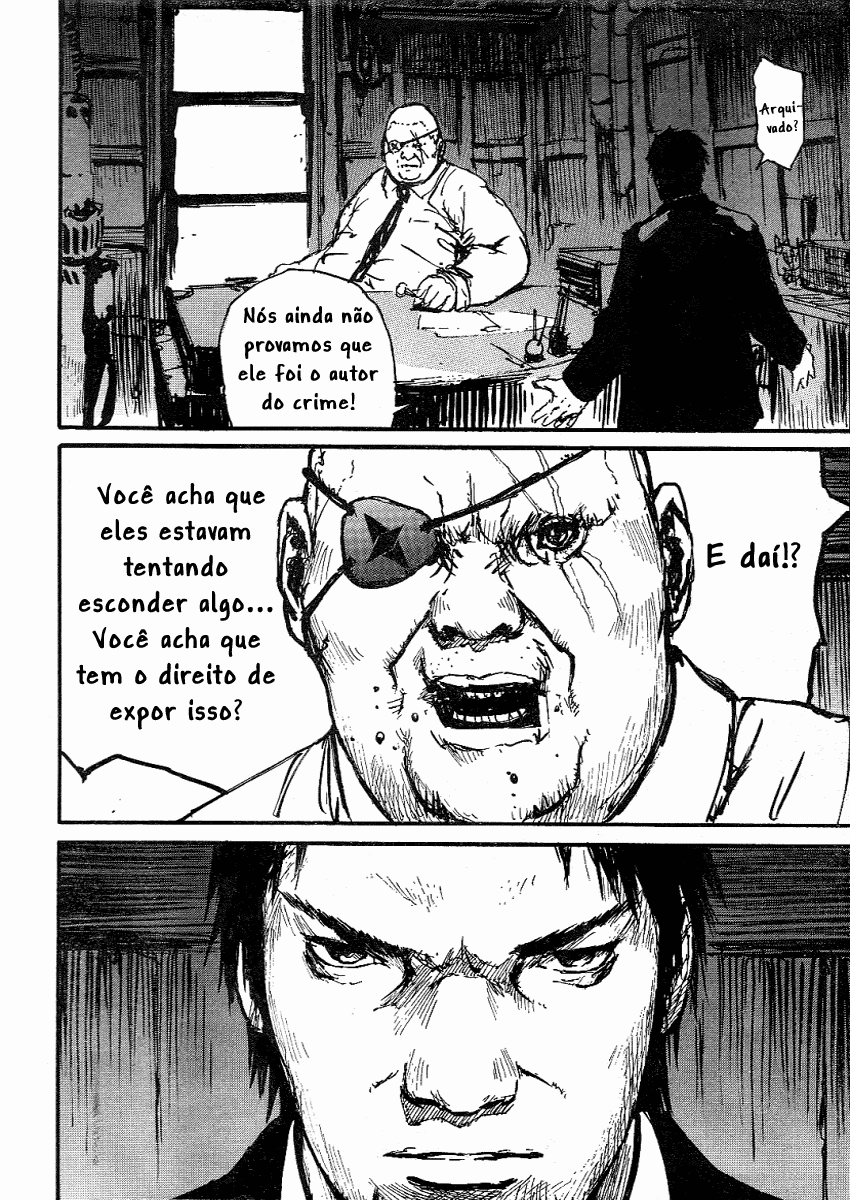 Arqui-
vado?
Nós ainda não
provamos que
ele foi o autor
do crime!
E daí!?
Você acha que
eles estavam
tentando
esconder algo...
Você acha que
tem o direito de
expor isso?